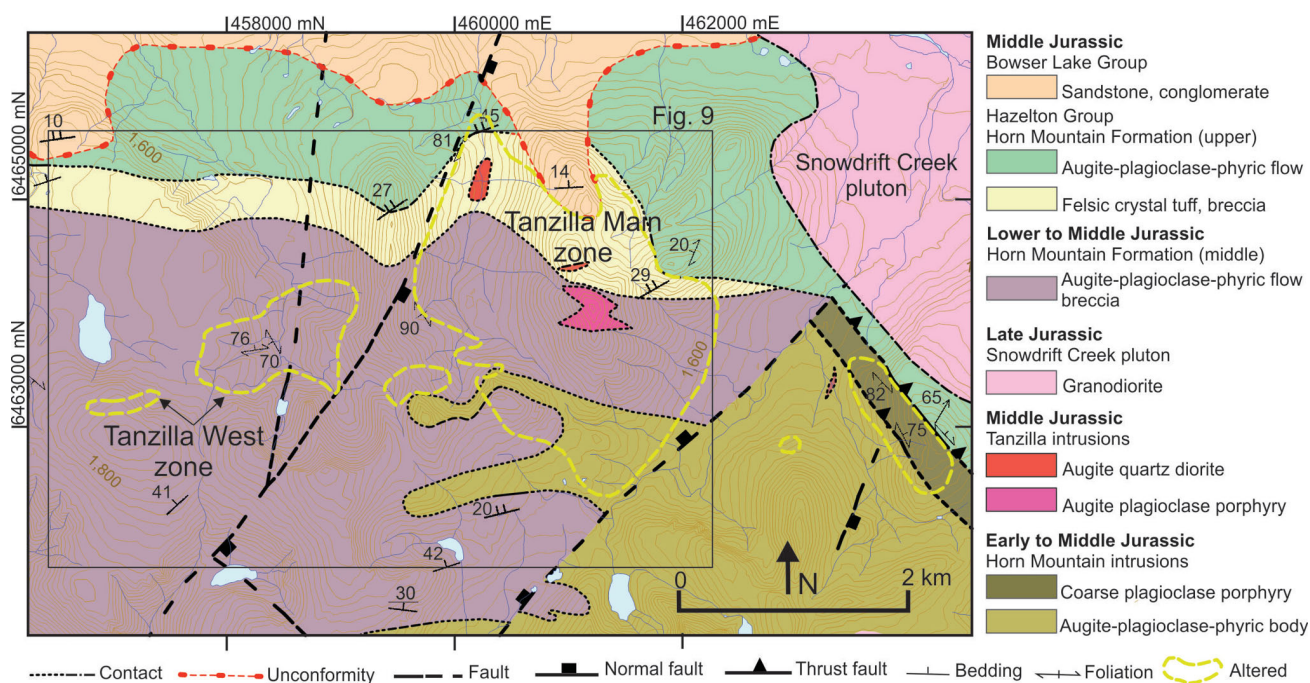 458000 mN
460000 mE
462000 mE
Fig. 9
10
1,600
45
81
6465000 mN
Snowdrift Creek
pluton
14
27
Tanzilla Main
zone
20
29
90
76
70
1,600
6463000 mN
82
65
75
Tanzilla West
zone
1,800
41
20
42
30
N
0
2 km
Middle Jurassic
Bowser Lake Group
Sandstone, conglomerate
Hazelton Group
Horn Mountain Formation (upper)
Augite-plagioclase-phyric flow
Felsic crystal tuff, breccia
Lower to Middle Jurassic
Horn Mountain Formation (middle)
Augite-plagioclase-phyric flow
breccia
Late Jurassic
Snowdrift Creek pluton
Granodiorite
Middle Jurassic
Tanzilla intrusions
Augite quartz diorite
Augite plagioclase porphyry
Early to Middle Jurassic
Horn Mountain intrusions
Coarse plagioclase porphyry
Augite-plagioclase-phyric body
Contact
Unconformity
Fault
Normal fault
Thrust fault
Bedding
Foliation
Altered